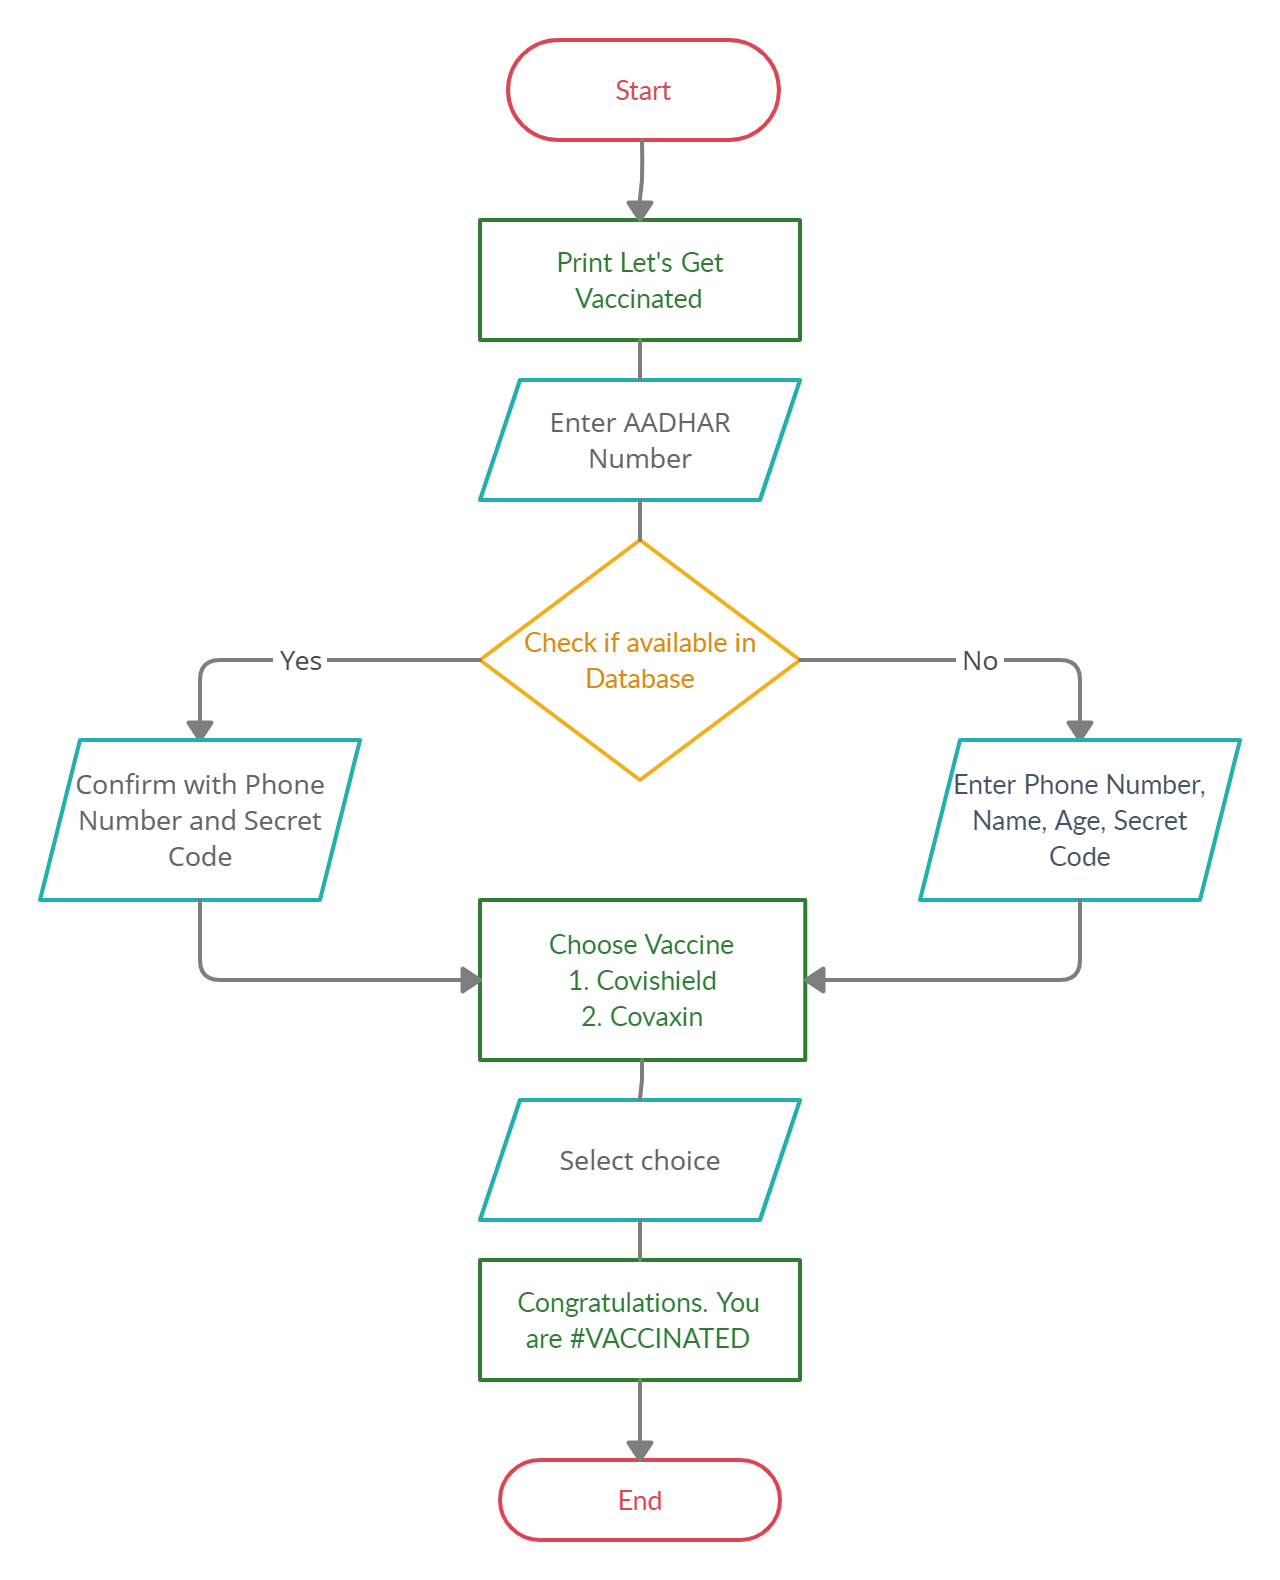 Start
Print Let's Get
Vaccinated
Enter AADHAR
Number
Check if available in
Database
Yes
No
Confirm with Phone
Number and Secret
Code
Enter Phone Number,
Name, Age, Secret
Code
Choose Vaccine
1. Covishield
2. Covaxin
Select choice
Congratulations. You
are #VACCINATED
End